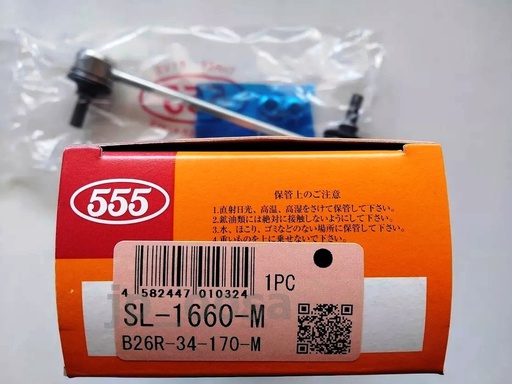 555
保管上のご注意
1.直射日光、高温、高湿をさけて保管して下さい。
2.鉱油類には絶対に接触しないようにして下さい。
3.水、ほこり、ゴミなどのない場所に保管して下さい。
4.重いものを上に乗せないで下さい。
4 582447 010324
1PC
SL-1660-M
B26R-34-170-M